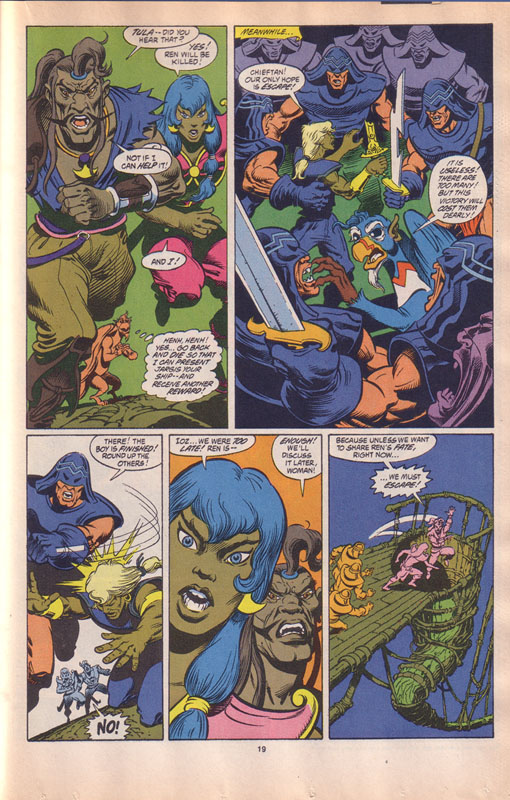 TULA-- DID YOU
HEAR THAT?
YES!
REN WILL BE
KILLED!
NOT IF I
CAN HELP IT!
AND I!
HEHH, HEHH!
YES... GO BACK
AND DIE SO THAT
I CAN PRESENT
JARGIS YOUR
SHIP--AND
RECEIVE ANOTHER
REWARD!
MEANWHILE...
CHIEFTAN!
OUR ONLY HOPE
IS ESCAPE!
IT IS
USELESS!
THERE ARE
TOO MANY!
BUT THIS
VICTORY WILL
COST THEM
DEARLY!
THERE! THE
BOY IS FINISHED!
ROUND UP THE
OTHERS!
NO!
IOZ... WE WERE TOO
LATE! REN IS--
ENOUGH!
WE'LL
DISCUSS
IT LATER,
WOMAN!
BECAUSE UNLESS WE WANT
TO SHARE REN'S FATE,
RIGHT NOW...
...WE MUST
ESCAPE!
19